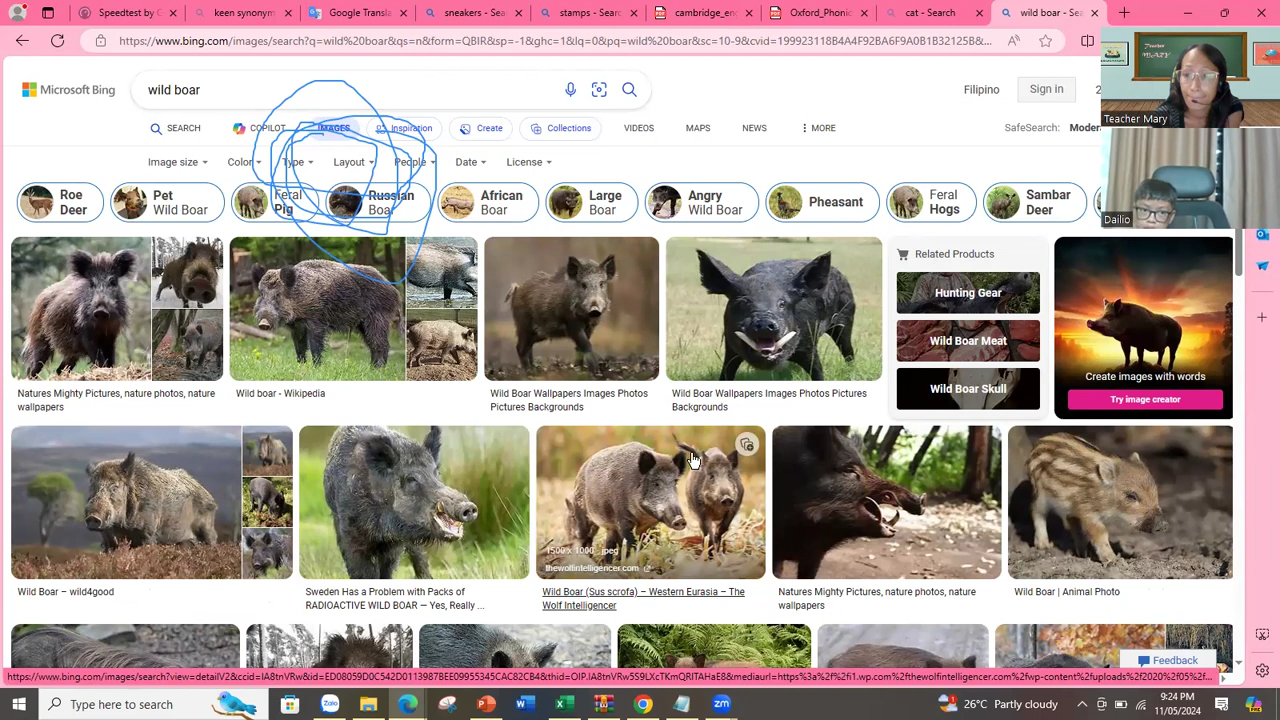 Speedtest by G
keen synonym
Google Transla
sneakers - Sea
stamps - Searc
cambridge_eng
Oxford_Phonic
cat - Search
wild boar - Sea
https://www.bing.com/images/search?q=wild%20boar&qs=n&form=QBIR&sp=-1&ghc=1&lq=0&pq=wild%20boar&sc=10-9&cvid=199923118B4A4F92BA6F9A0B1B32125B&...
Microsoft Bing
wild boar
Filipino
Sign in
2
Teacher Mary
Dailio
SEARCH
COPILOT
IMAGES
Inspiration
Create
Collections
VIDEOS
MAPS
NEWS
MORE
SafeSearch: Modera
Image size
Color
Type
Layout
People
Date
License
Roe
Deer
Pet
Wild Boar
Feral
Pig
Russian
Boar
African
Boar
Large
Boar
Angry
Wild Boar
Pheasant
Feral
Hogs
Sambar
Deer
Related Products
Hunting Gear
Wild Boar Meat
Wild Boar Skull
Create images with words
Try image creator
Natures Mighty Pictures, nature photos, nature
wallpapers
Wild boar - Wikipedia
Wild Boar Wallpapers Images Photos
Pictures Backgrounds
Wild Boar Wallpapers Images Photos Pictures
Backgrounds
1500 x 1000 · jpeg
thewolfintelligencer.com
Wild Boar – wild4good
Sweden Has a Problem with Packs of
RADIOACTIVE WILD BOAR — Yes, Really ...
Wild Boar (Sus scrofa) – Western Eurasia – The
Wolf Intelligencer
Natures Mighty Pictures, nature photos, nature
wallpapers
Wild Boar | Animal Photo
Feedback
Type here to search
26°C Partly cloudy
9:24 PM
11/05/2024